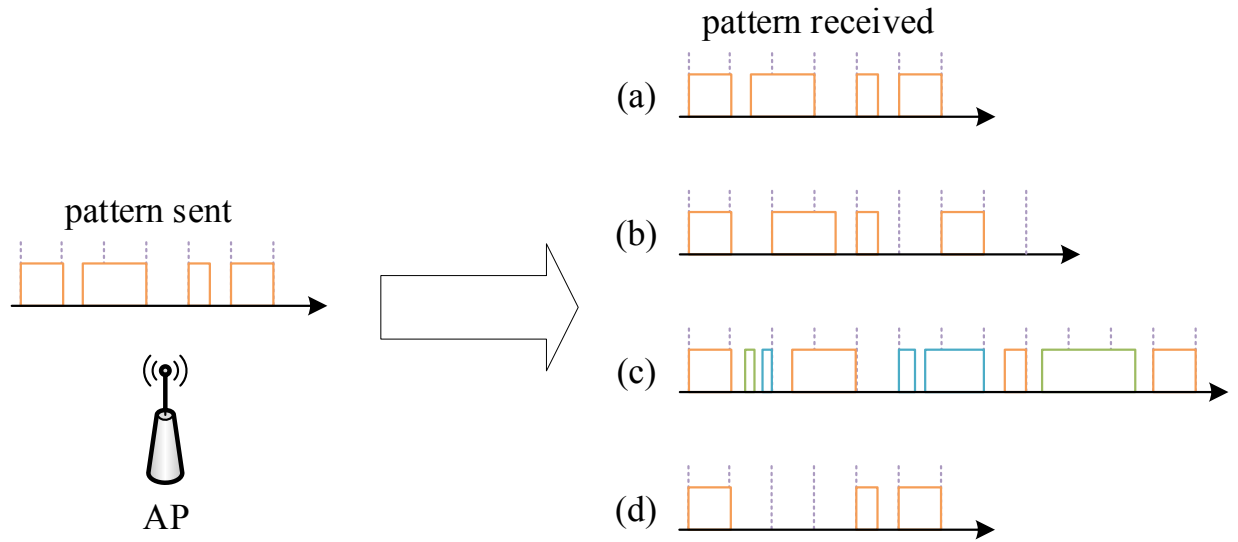 pattern received
(a)
(b)
pattern sent
(c)
(d)
AP